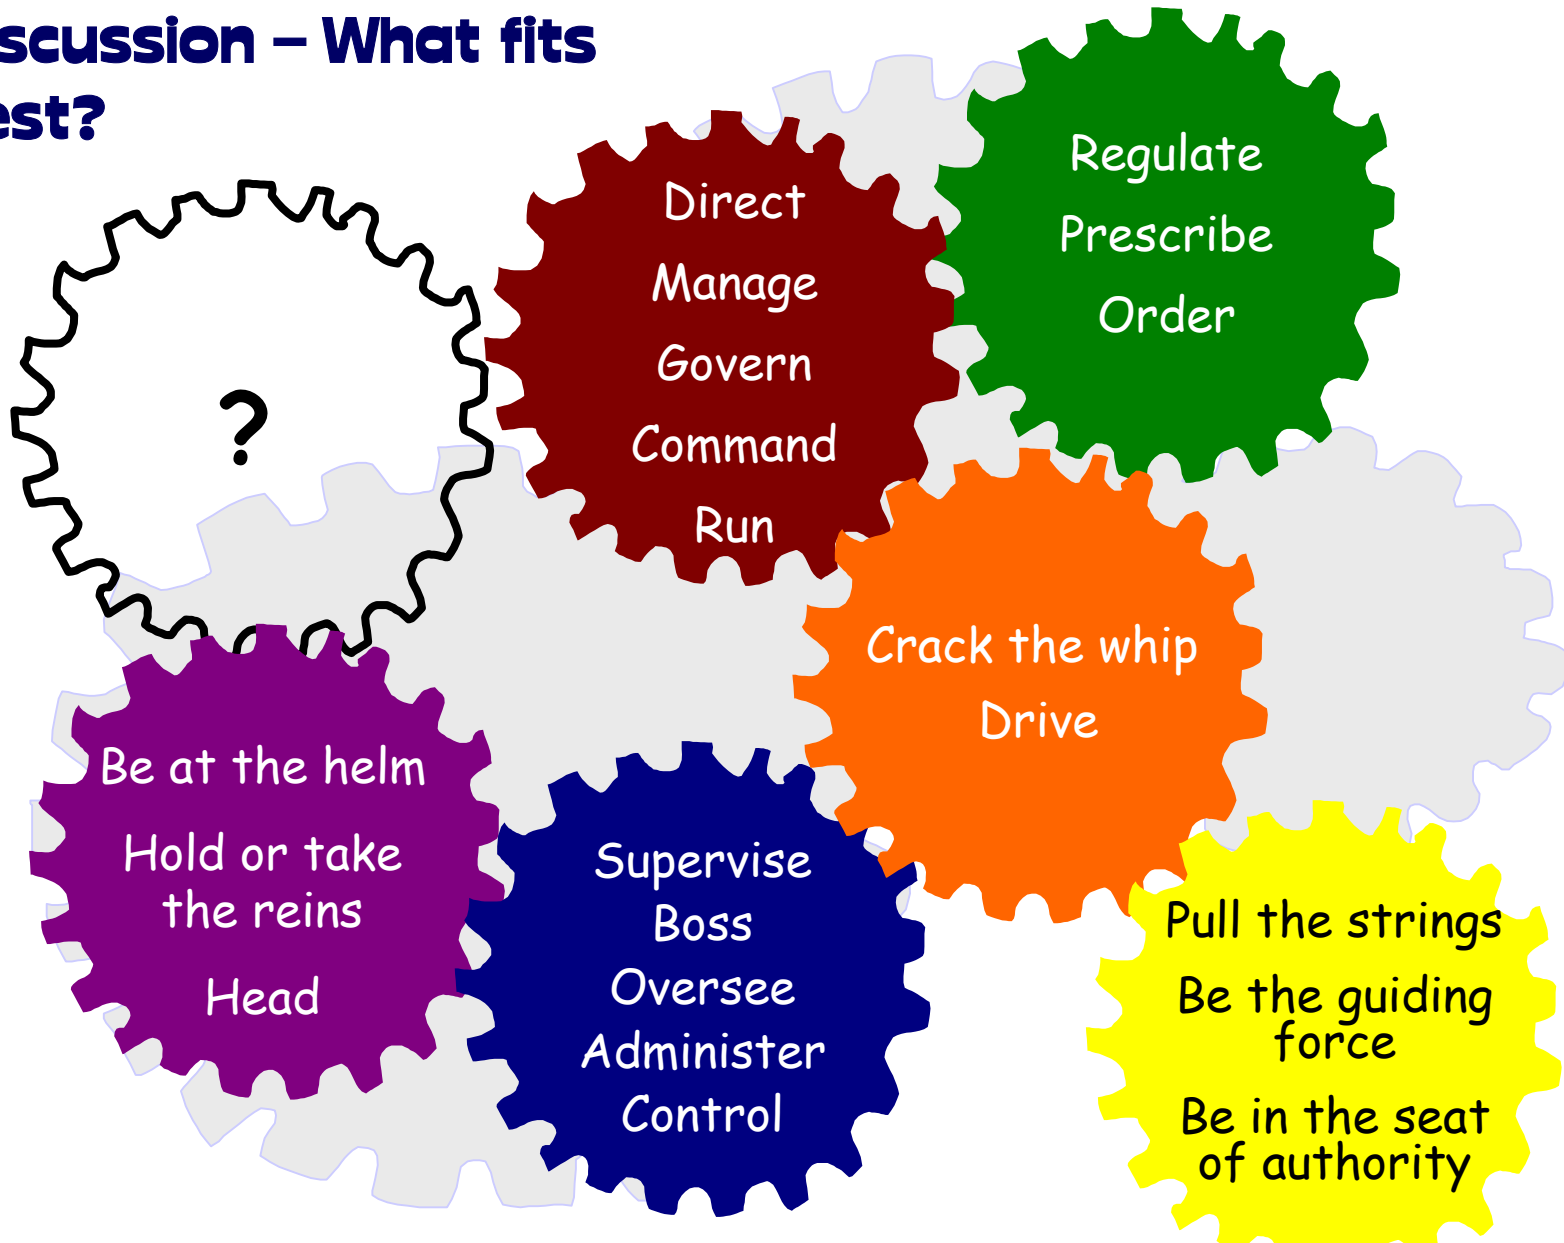 scussion – What fits
est?
?
Direct
Manage
Govern
Command
Run
Regulate
Prescribe
Order
Crack the whip
Drive
Be at the helm
Hold or take
the reins
Head
Supervise
Boss
Oversee
Administer
Control
Pull the strings
Be the guiding
force
Be in the seat
of authority